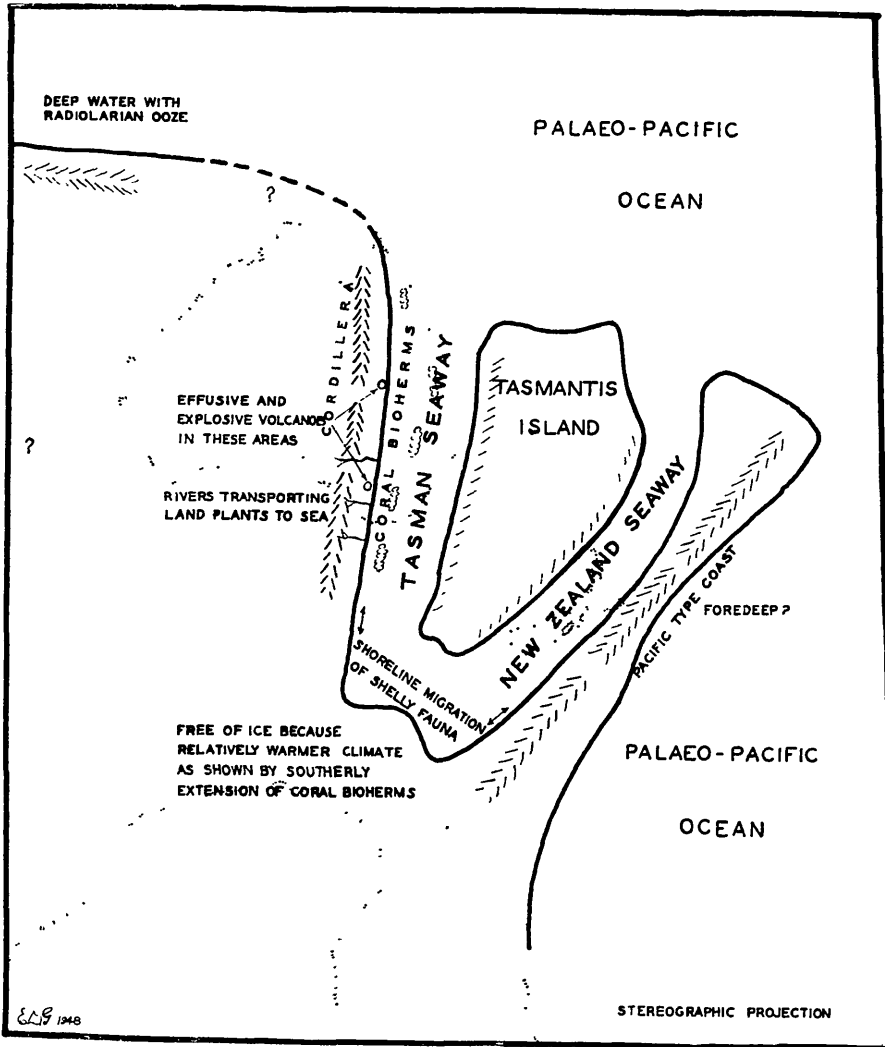 DEEP WATER WITH
RADIOLARIAN OOZE
PALAEO-PACIFIC
OCEAN
?
CORDILLERA
CORAL BIOHERMS
TASMAN SEAWAY
TASMANTIS
ISLAND
EFFUSIVE AND
EXPLOSIVE VOLCANOES
IN THESE AREAS
?
RIVERS TRANSPORTING
LAND PLANTS TO SEA
NEW ZEALAND SEAWAY
PACIFIC TYPE COAST
FOREDEEP?
SHORELINE MIGRATION
OF SHELLY FAUNA
FREE OF ICE BECAUSE
RELATIVELY WARMER CLIMATE
AS SHOWN BY SOUTHERLY
EXTENSION OF CORAL BIOHERMS
PALAEO-PACIFIC
OCEAN
ELG 1948
STEREOGRAPHIC PROJECTION